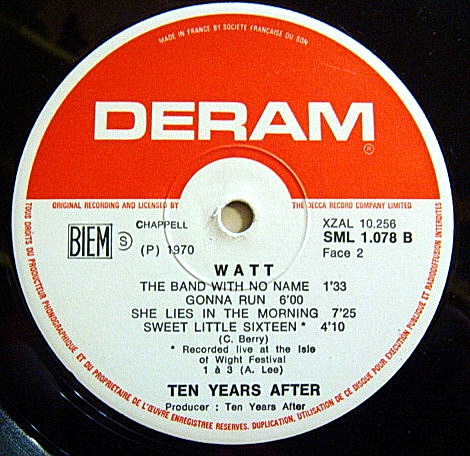 MADE IN FRANCE BY SOCIETE FRANÇAISE DU SON
DERAM
®
ORIGINAL RECORDING AND LICENSED BY THE DECCA RECORD COMPANY LIMITED
BIEM S CHAPPELL
(P) 1970
XZAL 10.256
SML 1.078 B
Face 2
WATT
THE BAND WITH NO NAME 1'33
GONNA RUN 6'00
SHE LIES IN THE MORNING 7'25
SWEET LITTLE SIXTEEN * 4'10
(C. Berry)
* Recorded live at the Isle
of Wight Festival
1 à 3 (A. Lee)
TEN YEARS AFTER
Producer : Ten Years After
TOUS DROITS DU PRODUCTEUR PHONOGRAPHIQUE ET DU PROPRIETAIRE DE L'ŒUVRE ENREGISTREE RESERVES. DUPLICATION, UTILISATION DE CE DISQUE POUR EXECUTION PUBLIQUE ET RADIODIFFUSION INTERDITES